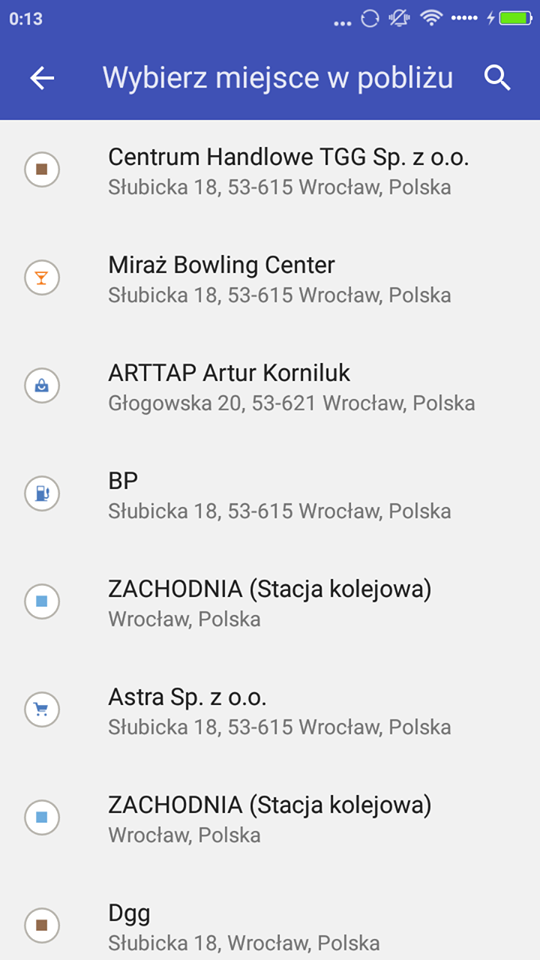 0:13
Wybierz miejsce w pobliżu
Centrum Handlowe TGG Sp. z o.o.
Słubicka 18, 53-615 Wrocław, Polska
Miraż Bowling Center
Słubicka 18, 53-615 Wrocław, Polska
ARTTAP Artur Korniluk
Głogowska 20, 53-621 Wrocław, Polska
BP
Słubicka 18, 53-615 Wrocław, Polska
ZACHODNIA (Stacja kolejowa)
Wrocław, Polska
Astra Sp. z o.o.
Słubicka 18, 53-615 Wrocław, Polska
ZACHODNIA (Stacja kolejowa)
Wrocław, Polska
Dgg
Słubicka 18, Wrocław, Polska